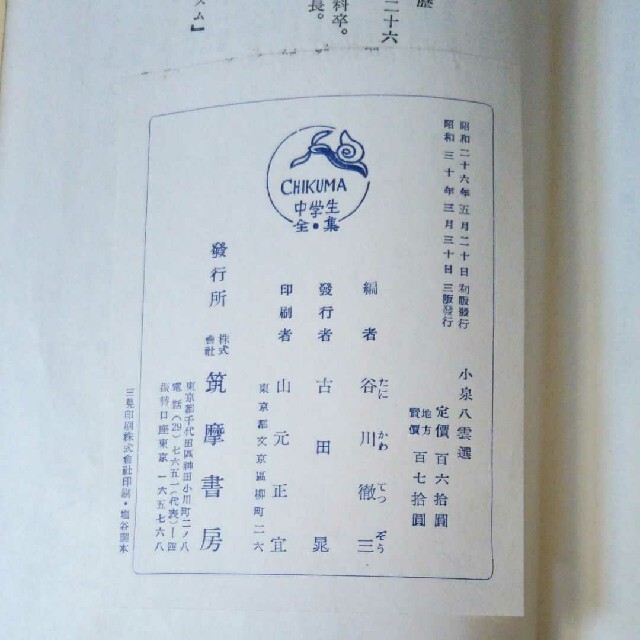 歴
二十六
科卒。
長。
スム』
昭和二十六年五月二十日 初版發行
昭和三十年三月三十日 三版發行
小泉八雲選
定價 百六拾圓
地方賣價 百七拾圓
編者 谷川徹三
たに かわ てつ ぞう
發行者 古田晁
印刷者 山元正宜
東京都文京區柳町二六
CHIKUMA
中学生
全・集
發行所 株式會社 筑摩書房
東京都千代田區神田小川町二ノ八
電話(29)七六五一(代表)―四
振替口座東京 一六五七六八
三晃印刷株式會社印刷・塩谷製本